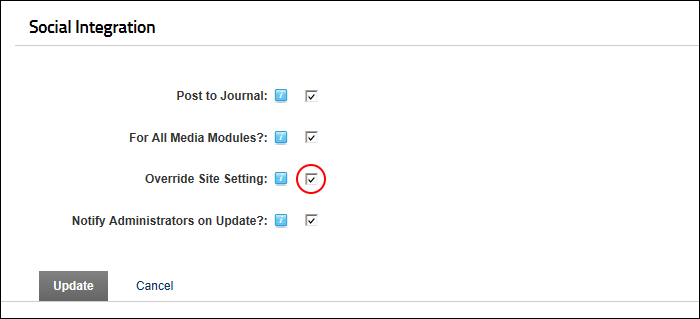 Social Integration
Post to Journal:
For All Media Modules?:
Override Site Setting:
Notify Administrators on Update?:
Update Cancel